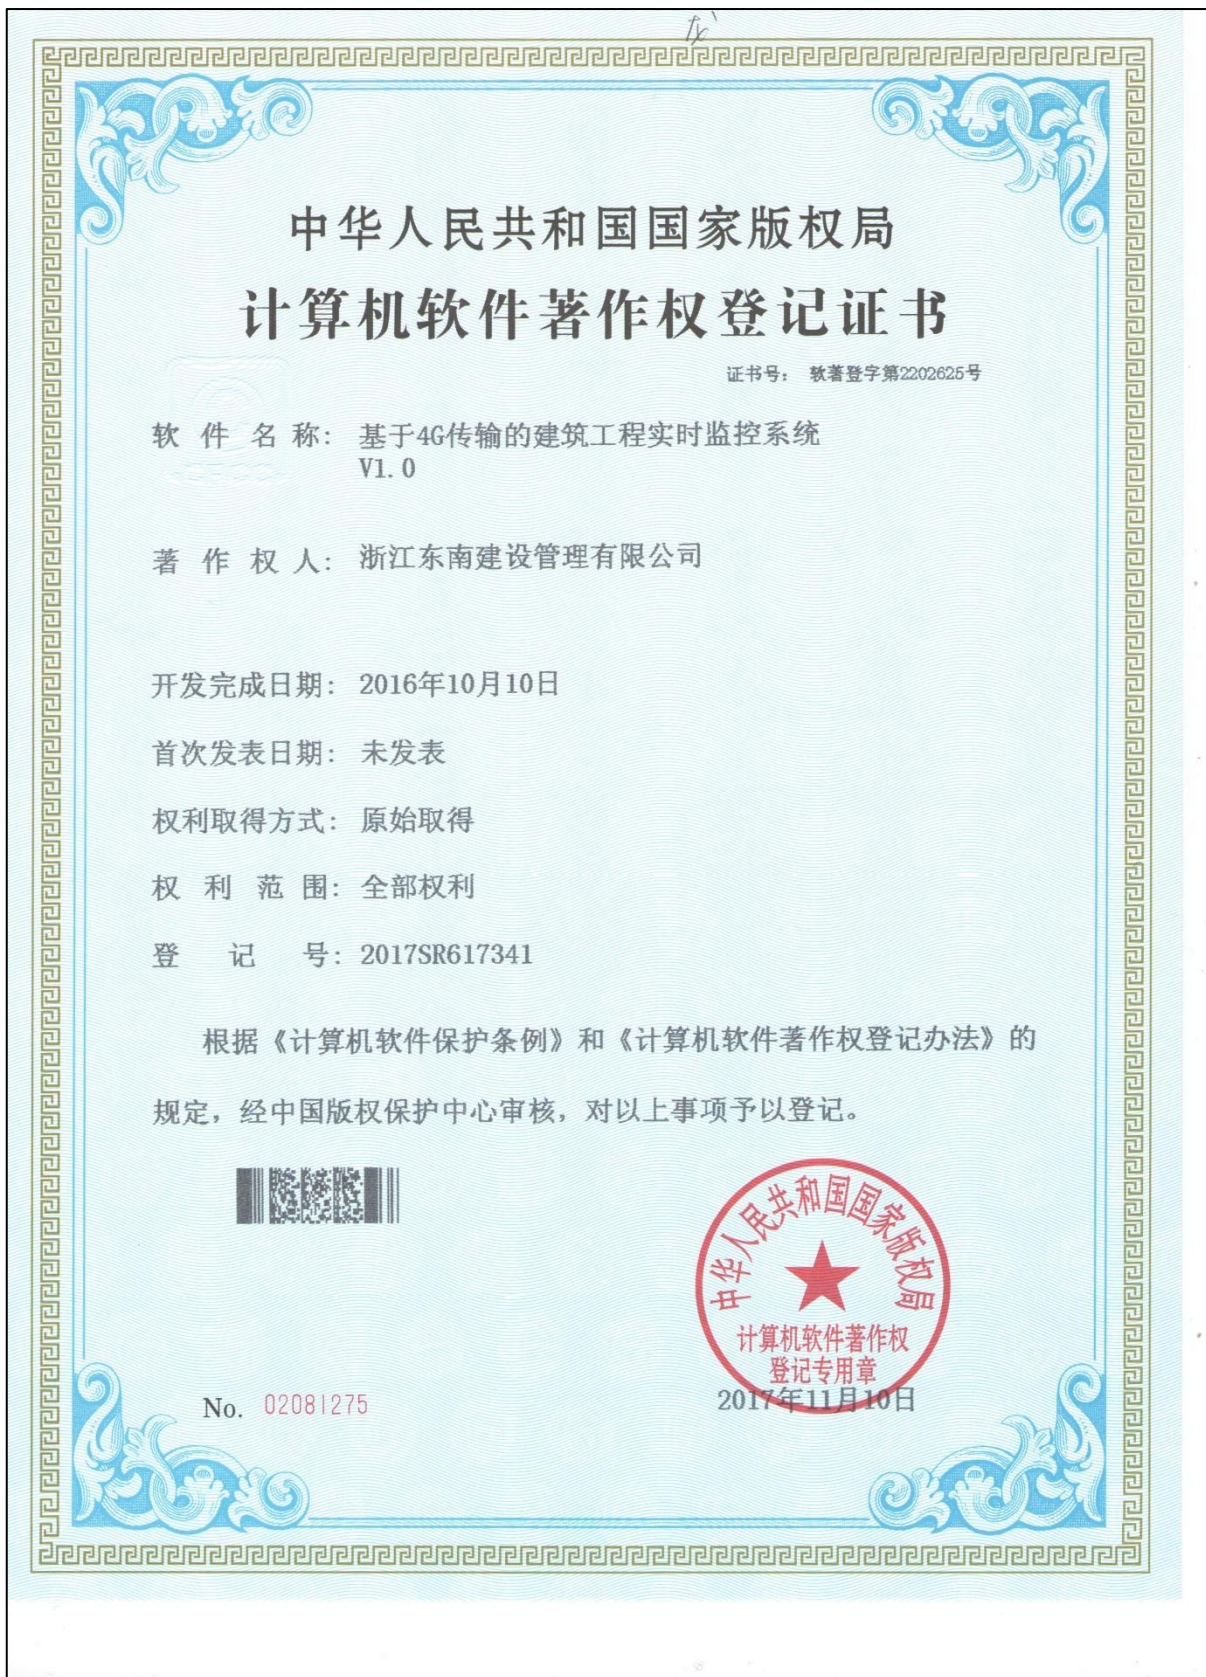 中华人民共和国国家版权局
计算机软件著作权登记证书
证书号： 软著登字第2202625号
软件名称： 基于4G传输的建筑工程实时监控系统
V1.0
著作权人： 浙江东南建设管理有限公司
开发完成日期： 2016年10月10日
首次发表日期： 未发表
权利取得方式： 原始取得
权利范围： 全部权利
登记号： 2017SR617341
根据《计算机软件保护条例》和《计算机软件著作权登记办法》的
规定，经中国版权保护中心审核，对以上事项予以登记。
中华人民共和国国家版权局
计算机软件著作权
登记专用章
No. 02081275
2017年11月10日